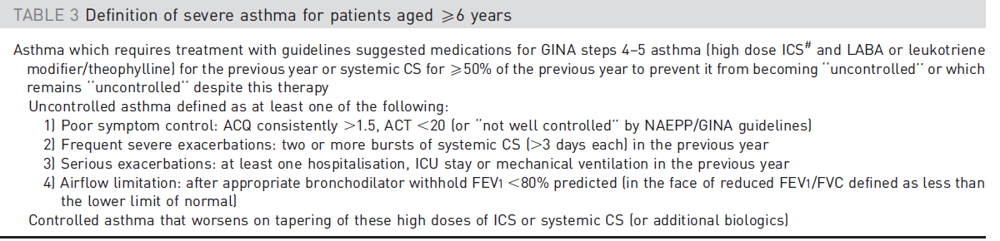 TABLE 3 Definition of severe asthma for patients aged ⩾6 years
Asthma which requires treatment with guidelines suggested medications for GINA steps 4–5 asthma (high dose ICS# and LABA or leukotriene
modifier/theophylline) for the previous year or systemic CS for ⩾50% of the previous year to prevent it from becoming ‘‘uncontrolled’’ or which
remains ‘‘uncontrolled‘‘ despite this therapy
Uncontrolled asthma defined as at least one of the following:
1) Poor symptom control: ACQ consistently >1.5, ACT <20 (or ‘‘not well controlled’’ by NAEPP/GINA guidelines)
2) Frequent severe exacerbations: two or more bursts of systemic CS (>3 days each) in the previous year
3) Serious exacerbations: at least one hospitalisation, ICU stay or mechanical ventilation in the previous year
4) Airflow limitation: after appropriate bronchodilator withhold FEV1 <80% predicted (in the face of reduced FEV1/FVC defined as less than
the lower limit of normal)
Controlled asthma that worsens on tapering of these high doses of ICS or systemic CS (or additional biologics)